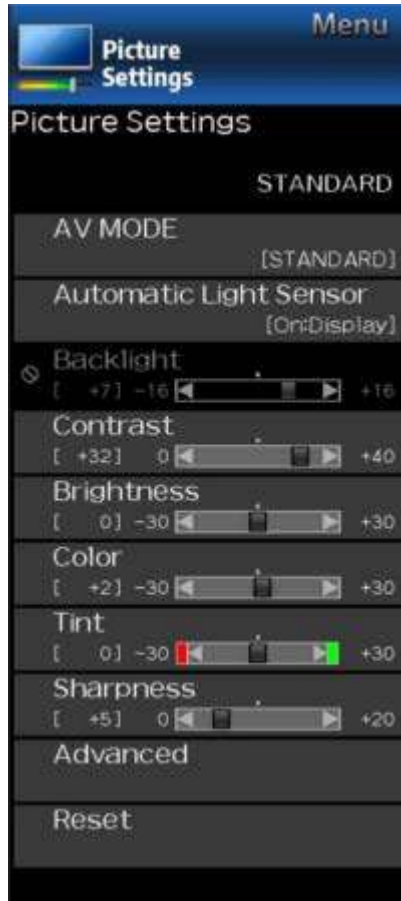 Menu
Picture
Settings
Picture Settings
STANDARD
AV MODE
[STANDARD]
Automatic Light Sensor
[On:Display]
Backlight
[ +7] -16 +16
Contrast
[ +32] 0 +40
Brightness
[ 0] -30 +30
Color
[ +2] -30 +30
Tint
[ 0] -30 +30
Sharpness
[ +5] 0 +20
Advanced
Reset